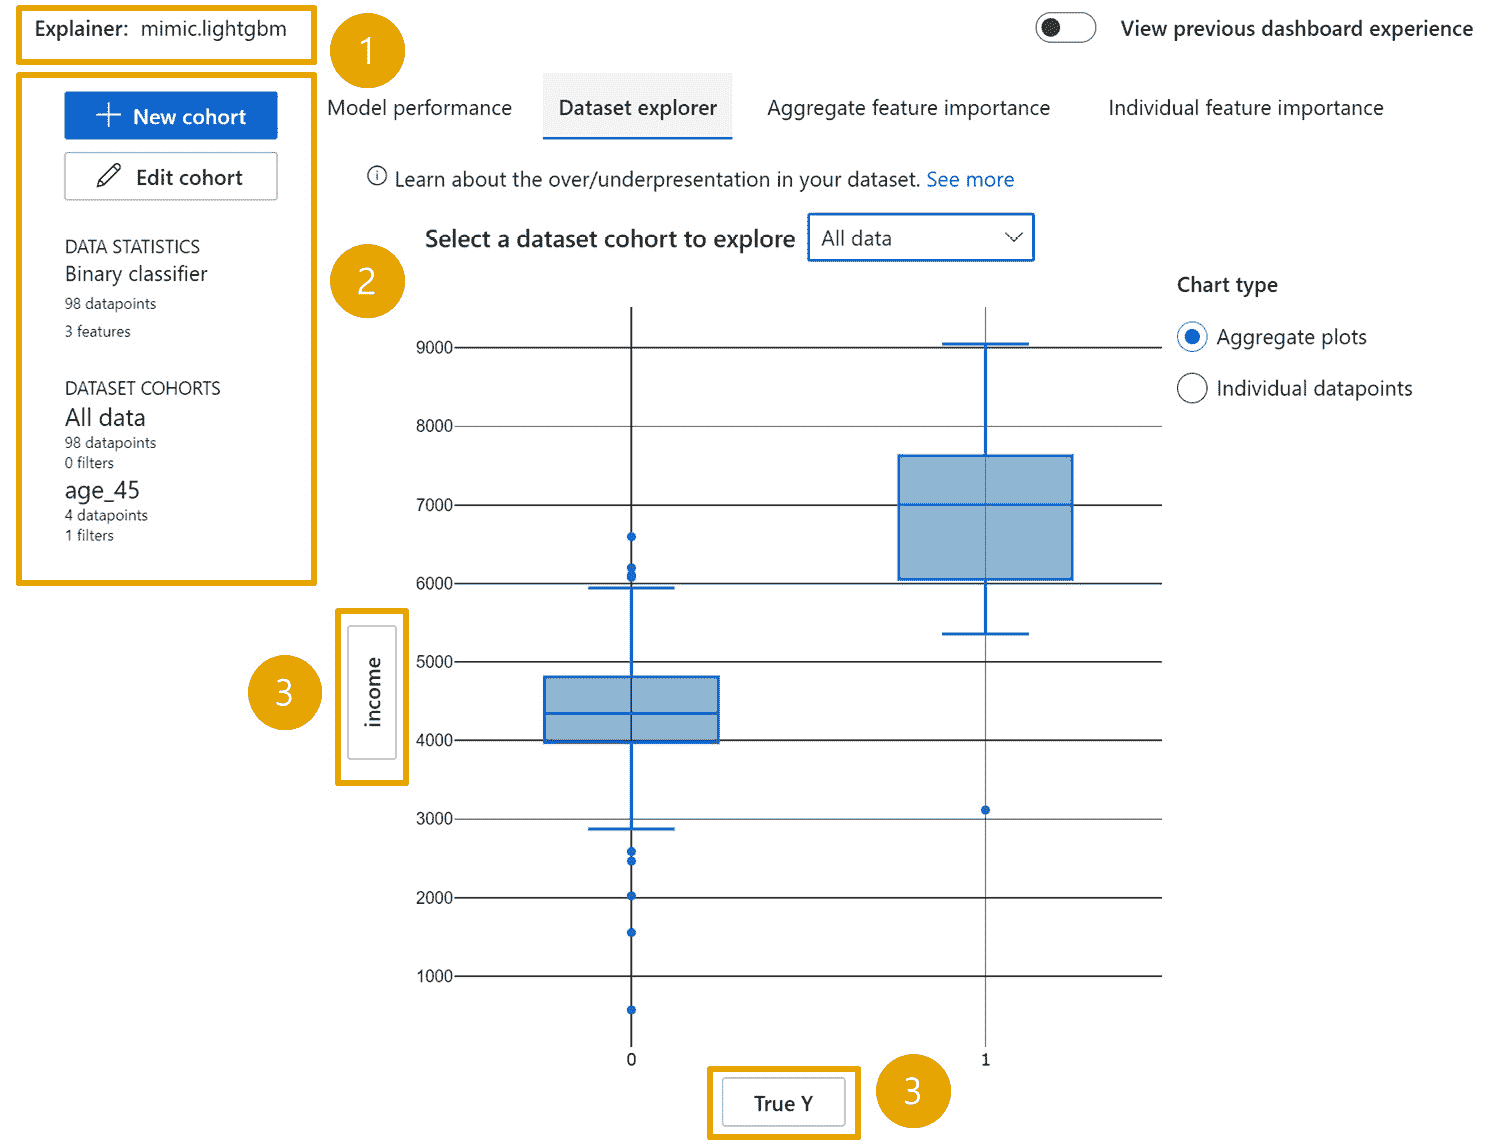 Explainer: mimic.lightgbm
1
View previous dashboard experience
New cohort
Edit cohort
Model performance
Dataset explorer
Aggregate feature importance
Individual feature importance
Learn about the over/underpresentation in your dataset. See more
Select a dataset cohort to explore
All data
2
DATA STATISTICS
Binary classifier
98 datapoints
3 features
DATASET COHORTS
All data
98 datapoints
0 filters
age_45
4 datapoints
1 filters
Chart type
Aggregate plots
Individual datapoints
9000
8000
7000
6000
5000
4000
3000
2000
1000
3
income
0
1
True Y
3